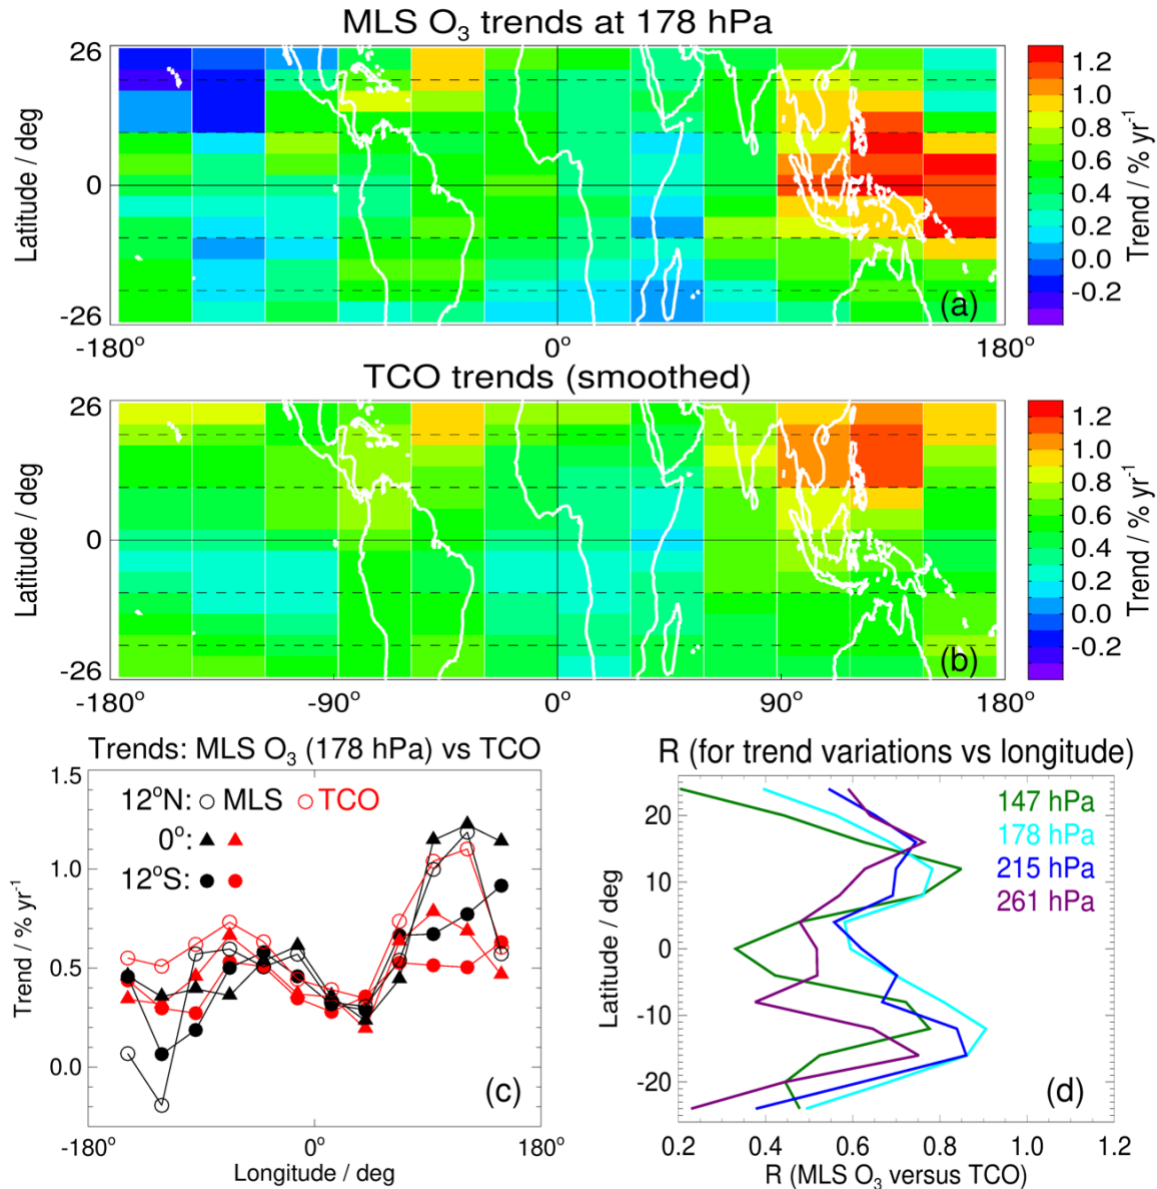 MLS O₃ trends at 178 hPa
26
0
-26
Latitude / deg
-180°
0°
180°
(a)
1.2
1.0
0.8
0.6
0.4
0.2
0.0
-0.2
Trend / % yr⁻¹
TCO trends (smoothed)
26
0
-26
Latitude / deg
-180°
-90°
0°
90°
180°
(b)
1.2
1.0
0.8
0.6
0.4
0.2
0.0
-0.2
Trend / % yr⁻¹
Trends: MLS O₃ (178 hPa) vs TCO
1.5
1.0
0.5
0.0
Trend / % yr⁻¹
12°N: MLS TCO
0°:
12°S:
(c)
-180°
0°
180°
Longitude / deg
R (for trend variations vs longitude)
20
10
0
-10
-20
Latitude / deg
147 hPa
178 hPa
215 hPa
261 hPa
(d)
0.2 0.4 0.6 0.8 1.0 1.2
R (MLS O₃ versus TCO)